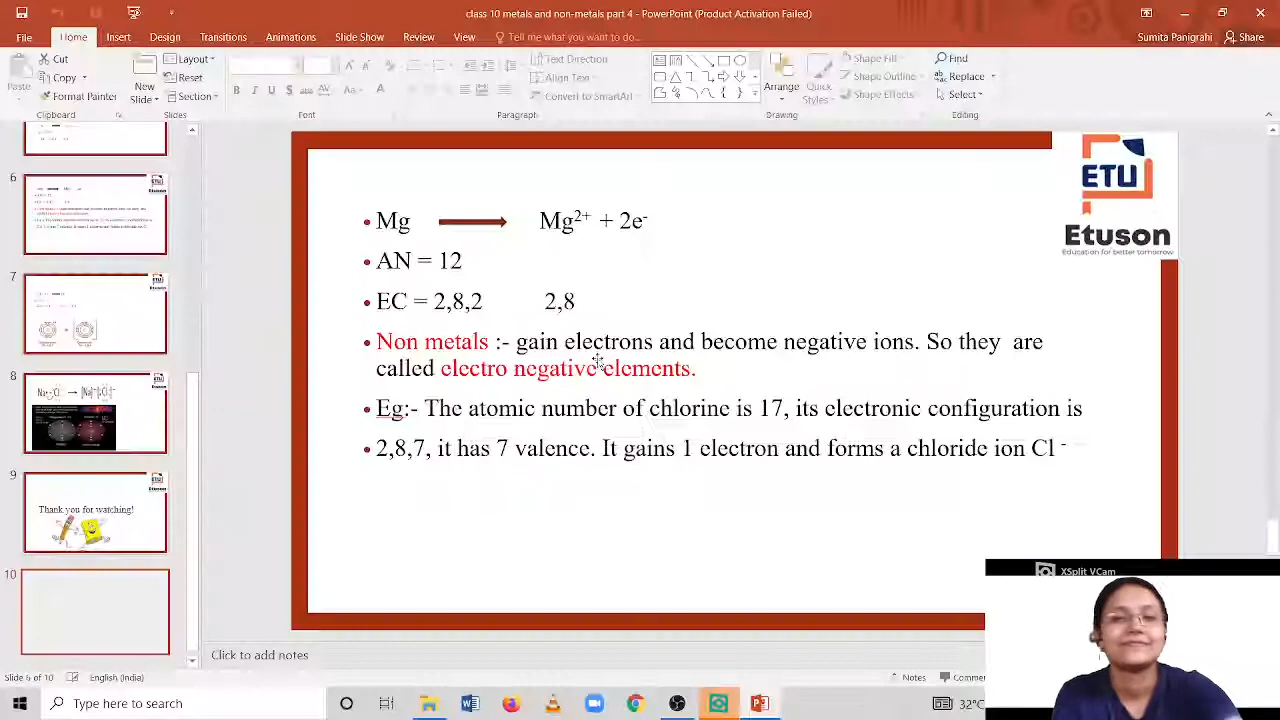 class 10 metals and non-metals part 4 - PowerPoint (Product Activation Failed)
File Home Insert Design Transitions Animations Slide Show Review View Tell me what you want to do... Sumita Panigrahi Share
Cut
Copy
Format Painter
Paste
Clipboard
New
Layout
Reset
Section
Slides
Font
Text Direction
Align Text
Convert to SmartArt
Paragraph
Arrange
Styles
Shape Fill
Shape Outline
Shape Effects
Drawing
Find
Replace
Select
Editing
6
7
8
9
Thank you for watching!
10
ETU
Etuson
Education for better tomorrow
• Mg Mg²⁺ + 2e⁻
• AN = 12
• EC = 2,8,2 2,8
• Non metals :- gain electrons and become negative ions. So they are
called electro negative elements.
• Eg:- The atomic number of chlorine is 17, its electronic configuration is
• 2,8,7, it has 7 valence. It gains 1 electron and forms a chloride ion Cl ⁻
XSplit VCam
Click to add notes
Slide 6 of 10 English (India) Notes
Type here to search
32°C